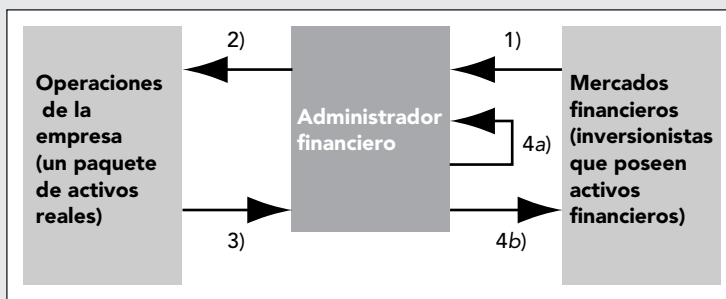 Operaciones
de la
empresa
(un paquete
de activos
reales)
2)
3)
Administrador
financiero
1)
4a)
4b)
Mercados
financieros
(inversionistas
que poseen
activos
financieros)